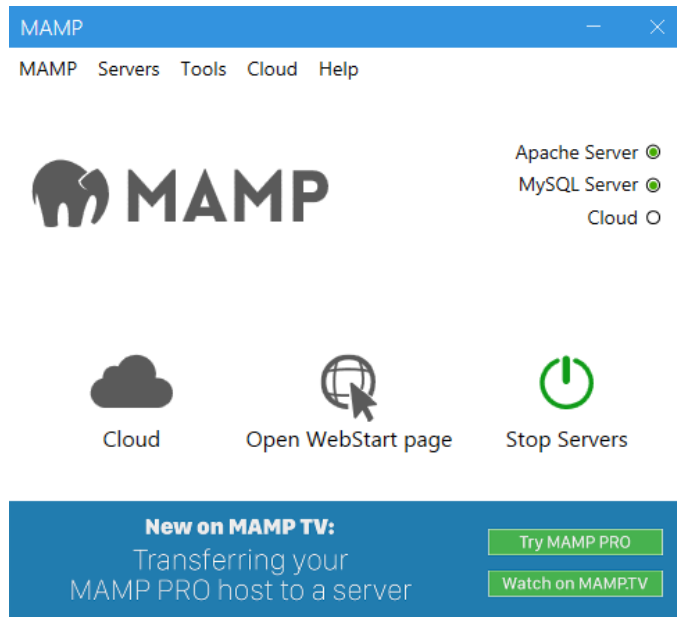 MAMP
MAMP Servers Tools Cloud Help
Apache Server
MySQL Server
Cloud
MAMP
Cloud
Open WebStart page
Stop Servers
New on MAMP TV:
Transferring your
MAMP PRO host to a server
Try MAMP PRO
Watch on MAMP.TV